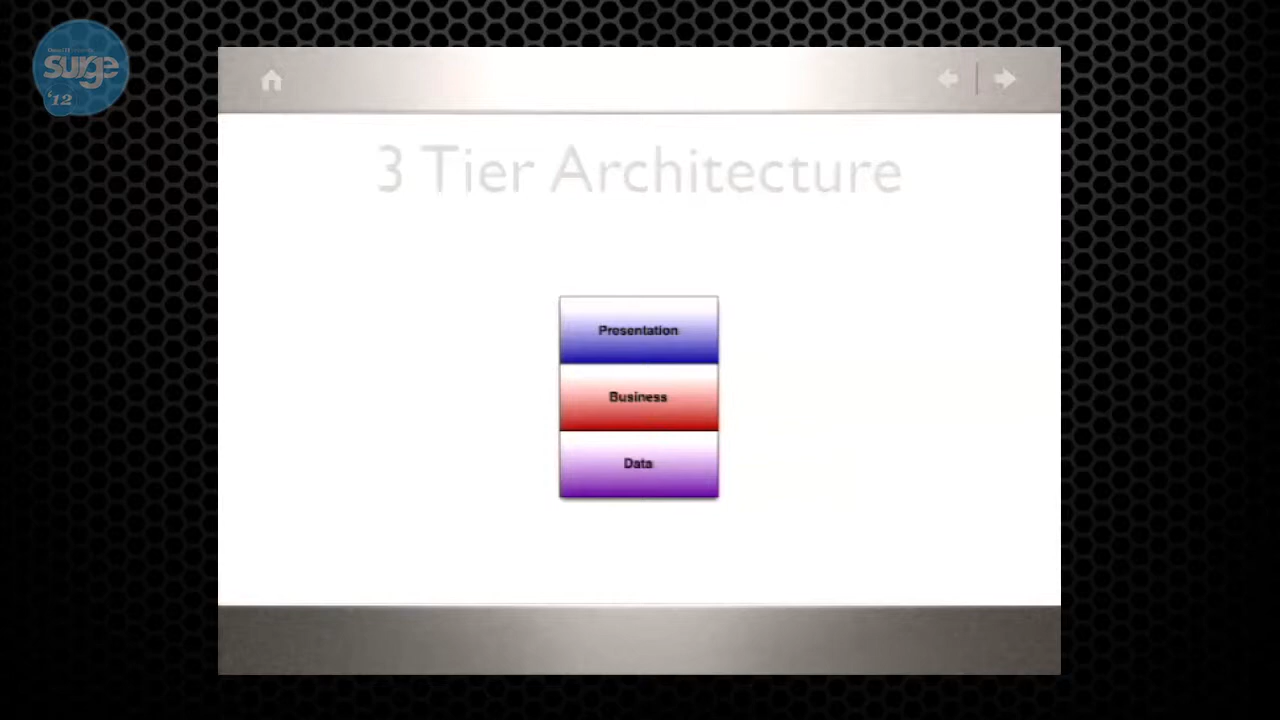 surge
'12
3 Tier Architecture
Presentation
Business
Data